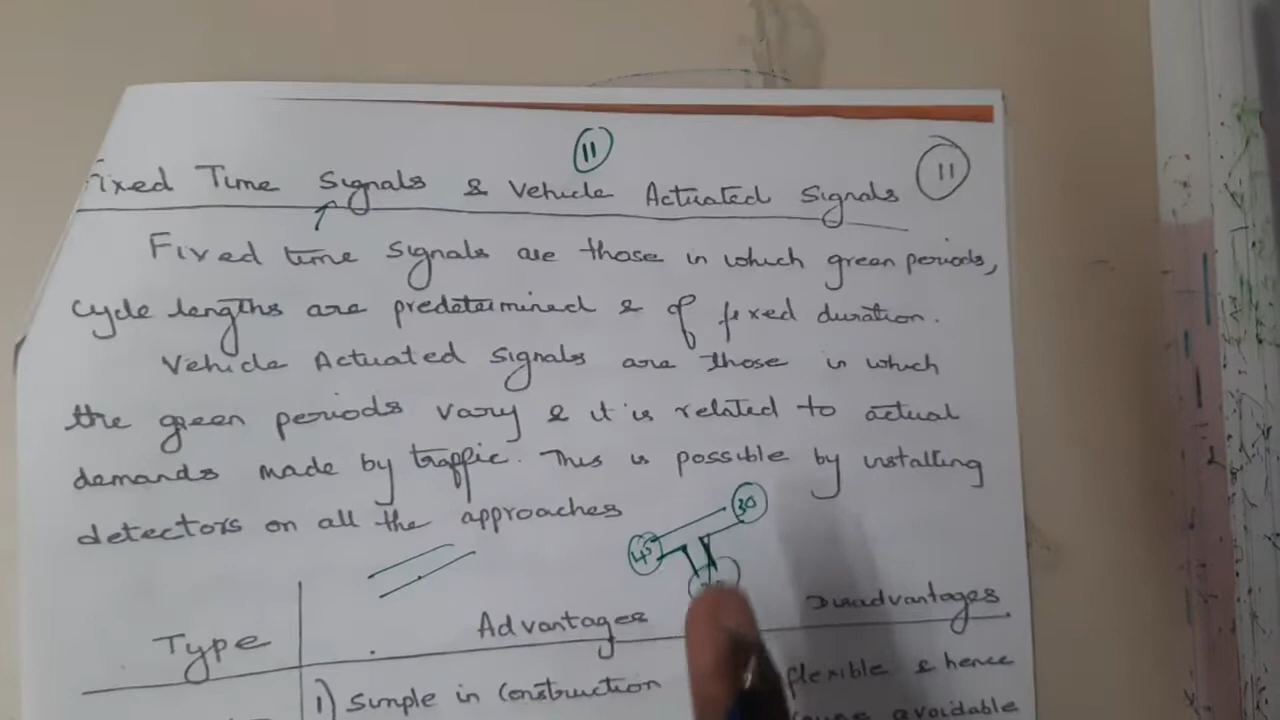 11
Fixed Time Signals & Vehicle Actuated Signals 11
Fixed time signals are those in which green periods,
cycle lengths are predetermined & of fixed duration.
Vehicle Actuated signals are those in which
the green periods vary & it is related to actual
demands made by traffic. This is possible by installing
detectors on all the approaches
30
45
Type Advantages Disadvantages
1) Simple in Construction flexible & hence
avoidable